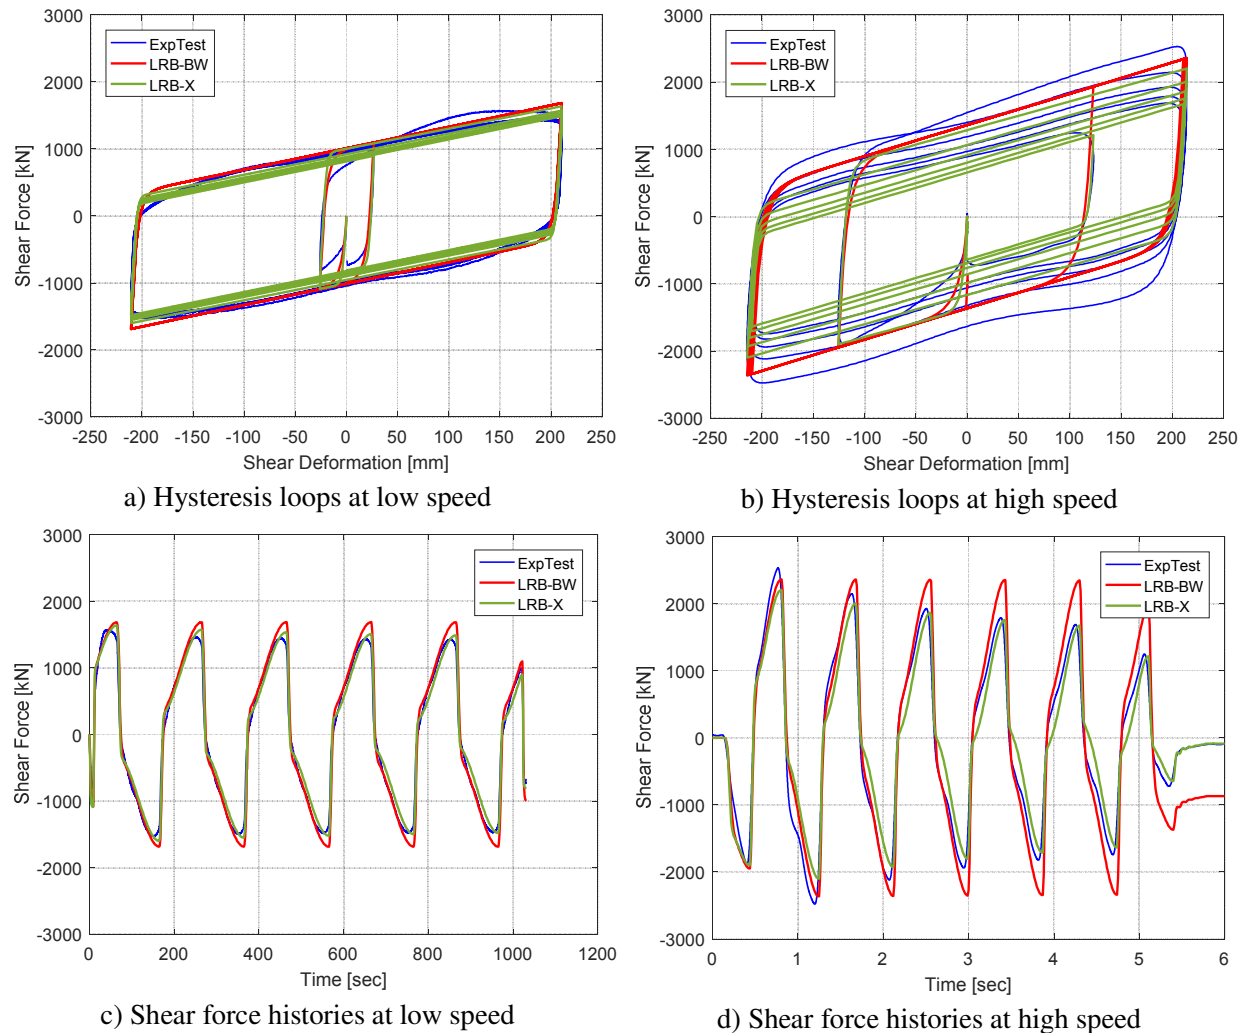 3000
2000
1000
0
-1000
-2000
-3000
Shear Force [kN]
ExpTest
LRB-BW
LRB-X
-250 -200 -150 -100 -50 0 50 100 150 200 250
Shear Deformation [mm]
a) Hysteresis loops at low speed
3000
2000
1000
0
-1000
-2000
-3000
Shear Force [kN]
ExpTest
LRB-BW
LRB-X
-250 -200 -150 -100 -50 0 50 100 150 200 250
Shear Deformation [mm]
b) Hysteresis loops at high speed
3000
2000
1000
0
-1000
-2000
-3000
Shear Force [kN]
ExpTest
LRB-BW
LRB-X
0 200 400 600 800 1000 1200
Time [sec]
c) Shear force histories at low speed
3000
2000
1000
0
-1000
-2000
-3000
Shear Force [kN]
ExpTest
LRB-BW
LRB-X
0 1 2 3 4 5 6
Time [sec]
d) Shear force histories at high speed